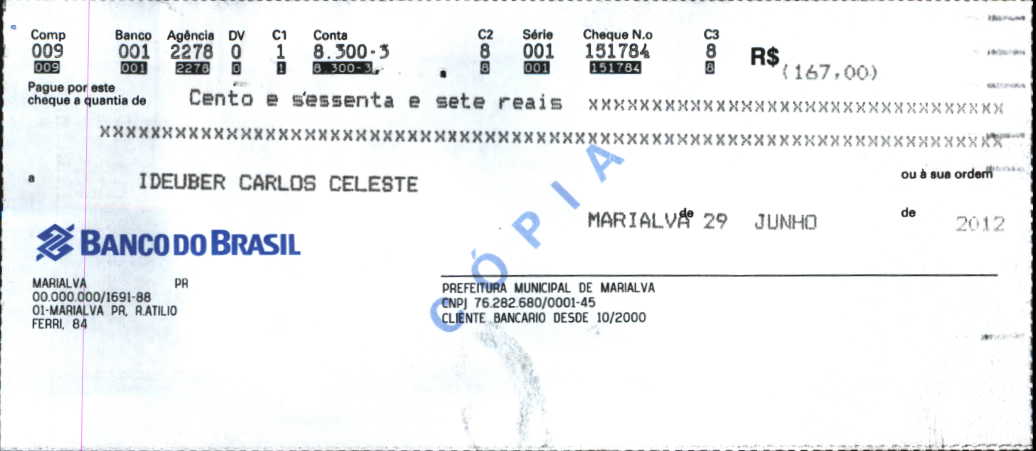 Comp Banco Agência DV C1 Conta C2 Série Cheque N.o C3
009 001 2278 0 1 8.300-3 8 001 151784 8 R$ (167,00)
009 001 2278 0 1 8.300-3 8 001 151784 8
Pague por este
cheque a quantia de Cento e sessenta e sete reais xxxxxxxxxxxxxxxxxxxxxxxxxxxxxxxxx
xxxxxxxxxxxxxxxxxxxxxxxxxxxxxxxxxxxxxxxxxxxxxxxxxxxxxxxxxxxxxxxxxxxxxxxx
a IDEUBER CARLOS CELESTE ou à sua ordem
MARIALVA de 29 JUNHO de 2012
BANCO DO BRASIL
CÓPIA
MARIALVA PR
00.000.000/1691-88
01-MARIALVA PR, R.ATILIO
FERRI, 84
PREFEITURA MUNICIPAL DE MARIALVA
CNPJ 76.282.680/0001-45
CLIENTE BANCARIO DESDE 10/2000